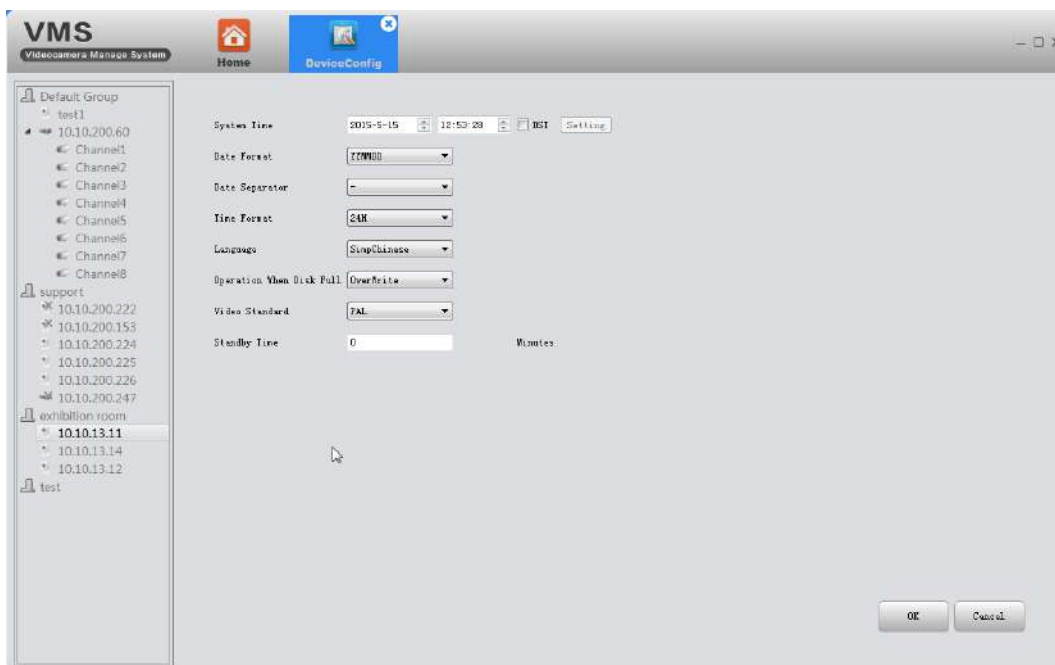 VMS
Videocamera Manage System
Home
DeviceConfig
Default Group
test1
10.10.200.60
Channel1
Channel2
Channel3
Channel4
Channel5
Channel6
Channel7
Channel8
support
10.10.200.222
10.10.200.153
10.10.200.224
10.10.200.225
10.10.200.226
10.10.200.247
exhibition room
10.10.13.11
10.10.13.14
10.10.13.12
test
System Time 2015-5-15 12:53:28 DST Setting
Date Format YYMMDD
Date Separator -
Time Format 24H
Language SimpChinese
Operation When Disk Full OverWrite
Video Standard PAL
Standby Time 0 Minutes
OK Cancel